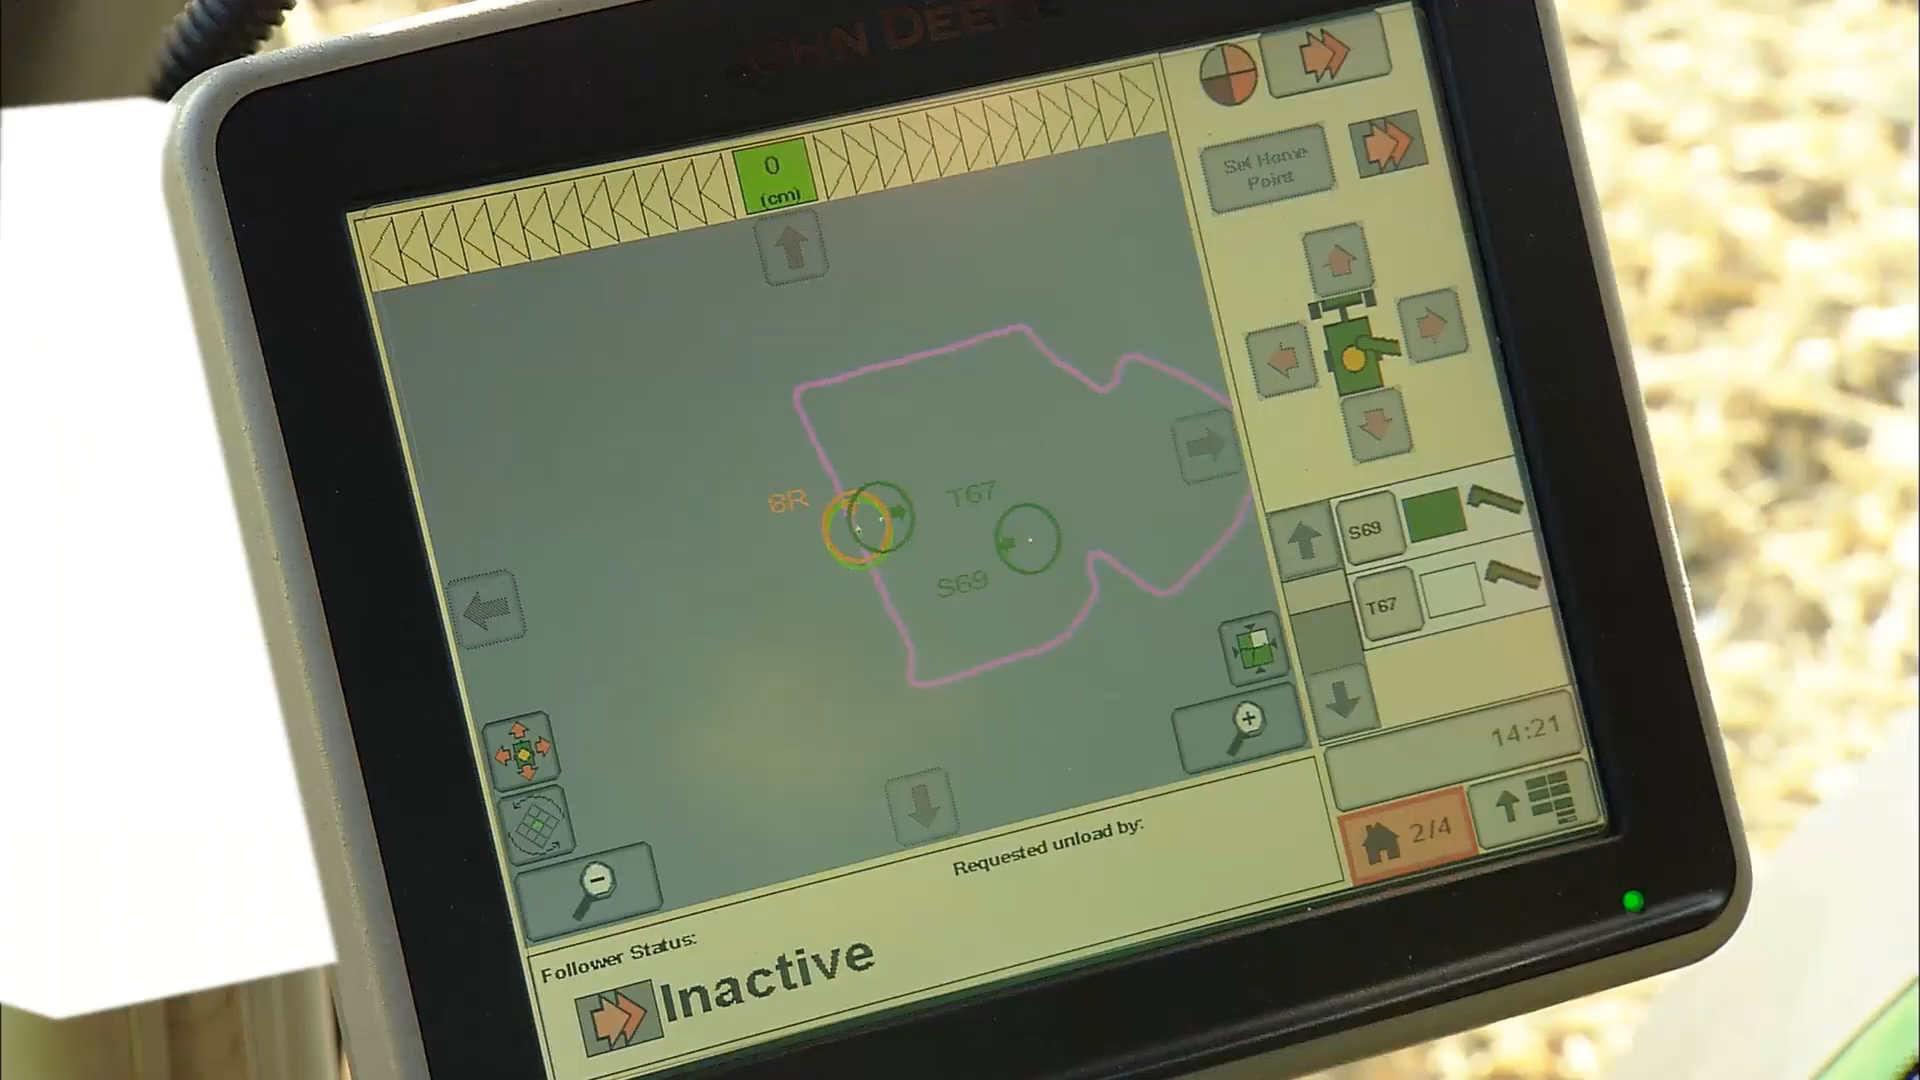 JOHN DEERE
0
(cm)
Set Home
Point
8R
T67
S69
S69
T67
14:21
2/4
Requested unload by:
Follower Status:
Inactive